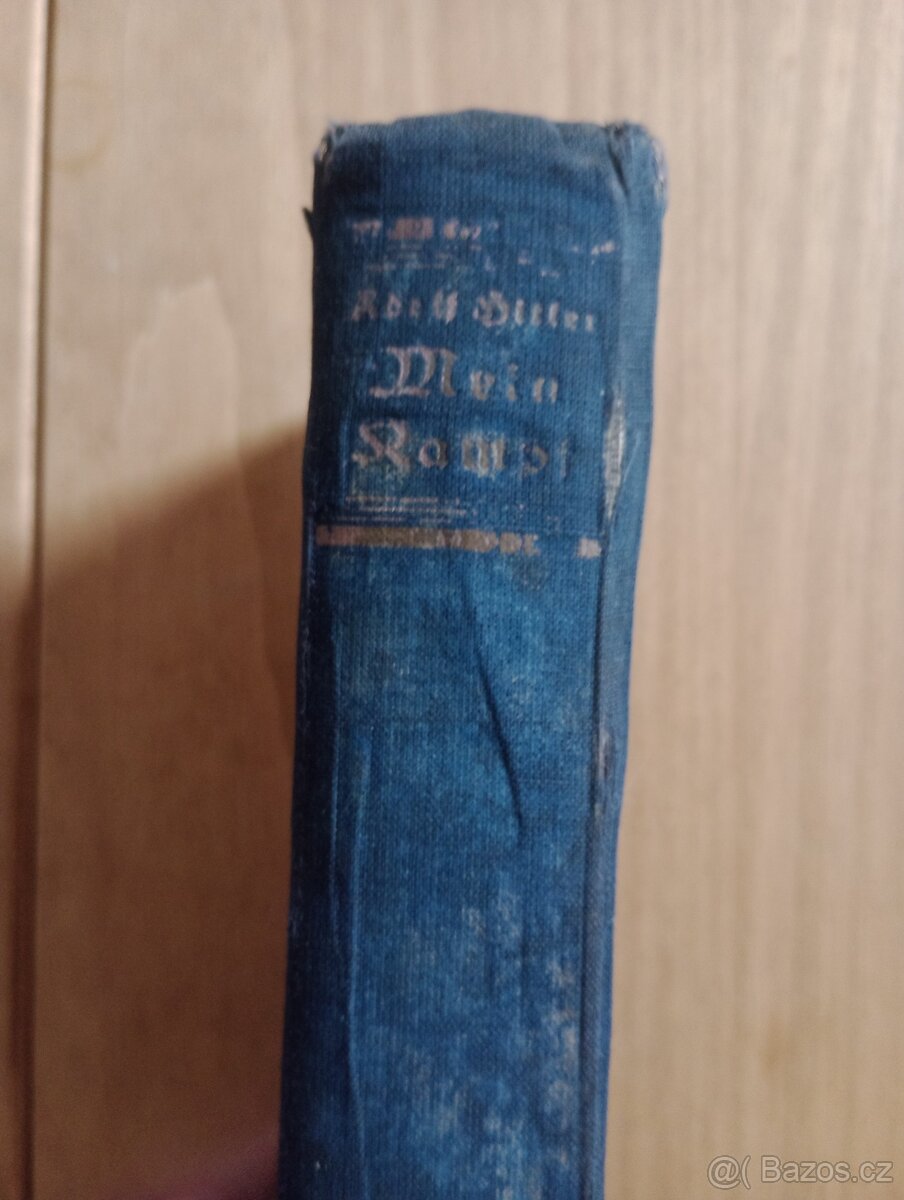 Adolf Hitler
Mein
Kampf
@( Bazos.cz